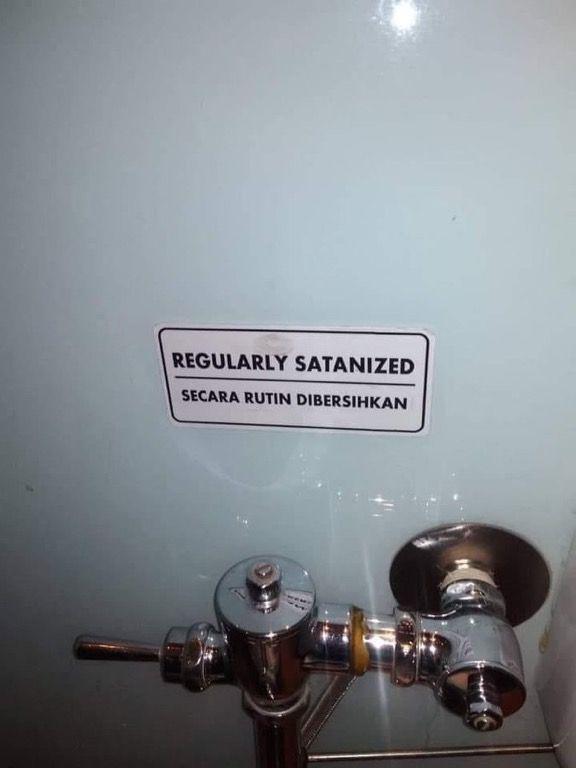 REGULARLY SATANIZED
SECARA RUTIN DIBERSIHKAN